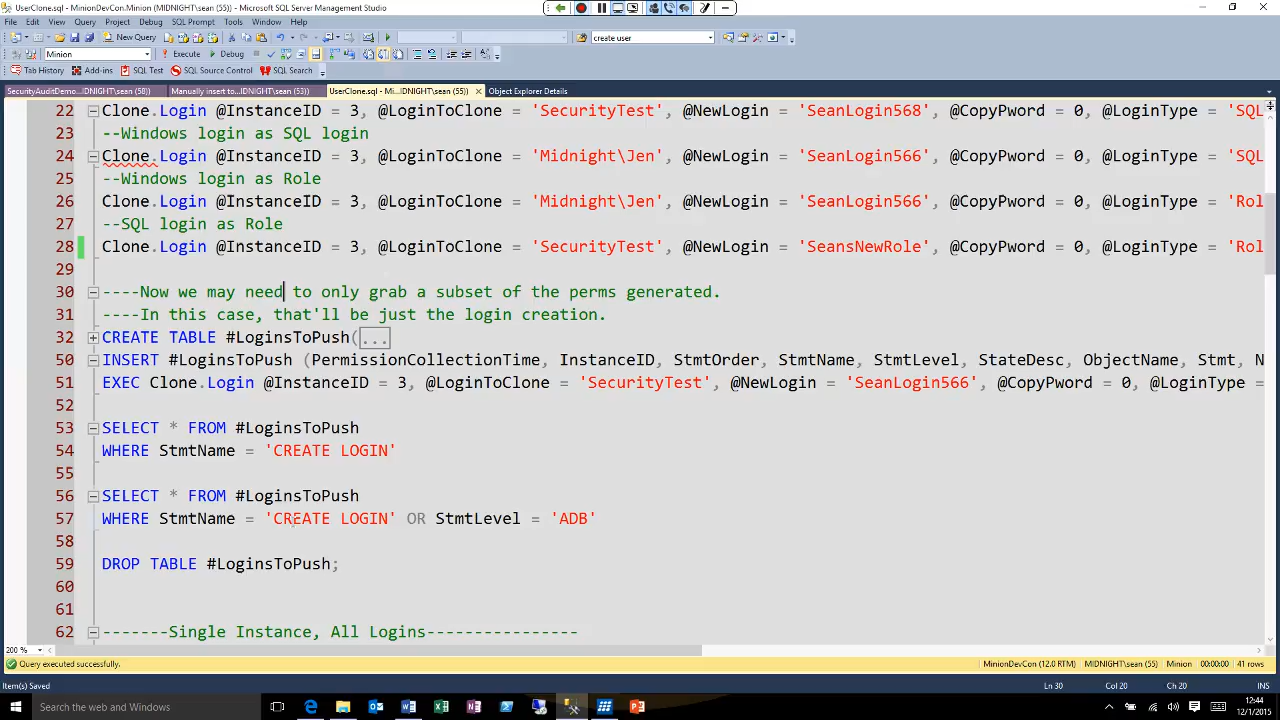 UserClone.sql - MinionDevCon.Minion (MIDNIGHT\sean (55)) - Microsoft SQL Server Management Studio
File Edit View Query Project Debug SQL Prompt Tools Window Help
New Query create user
Minion Execute Debug
Tab History Add-ins SQL Test SQL Source Control SQL Search
SecurityAuditDemo...IDNIGHT\sean (58)) Manually insert to...IDNIGHT\sean (53)) UserClone.sql - Mi...IDNIGHT\sean (55)) Object Explorer Details
22 Clone.Login @InstanceID = 3, @LoginToClone = 'SecurityTest', @NewLogin = 'SeanLogin568', @CopyPword = 0, @LoginType = 'SQL
23 --Windows login as SQL login
24 Clone.Login @InstanceID = 3, @LoginToClone = 'Midnight\Jen', @NewLogin = 'SeanLogin566', @CopyPword = 0, @LoginType = 'SQL
25 --Windows login as Role
26 Clone.Login @InstanceID = 3, @LoginToClone = 'Midnight\Jen', @NewLogin = 'SeanLogin566', @CopyPword = 0, @LoginType = 'Rol
27 --SQL login as Role
28 Clone.Login @InstanceID = 3, @LoginToClone = 'SecurityTest', @NewLogin = 'SeansNewRole', @CopyPword = 0, @LoginType = 'Rol
29
30 ----Now we may need to only grab a subset of the perms generated.
31 ----In this case, that'll be just the login creation.
32 CREATE TABLE #LoginsToPush(...
50 INSERT #LoginsToPush (PermissionCollectionTime, InstanceID, StmtOrder, StmtName, StmtLevel, StateDesc, ObjectName, Stmt, N
51 EXEC Clone.Login @InstanceID = 3, @LoginToClone = 'SecurityTest', @NewLogin = 'SeanLogin566', @CopyPword = 0, @LoginType =
52
53 SELECT * FROM #LoginsToPush
54 WHERE StmtName = 'CREATE LOGIN'
55
56 SELECT * FROM #LoginsToPush
57 WHERE StmtName = 'CREATE LOGIN' OR StmtLevel = 'ADB'
58
59 DROP TABLE #LoginsToPush;
60
61
62 -------Single Instance, All Logins----------------
200 %
Query executed successfully. MinionDevCon (12.0 RTM) MIDNIGHT\sean (55) Minion 00:00:00 41 rows
Item(s) Saved Ln 30 Col 20 Ch 20 INS
Search the web and Windows 12:44
12/1/2015